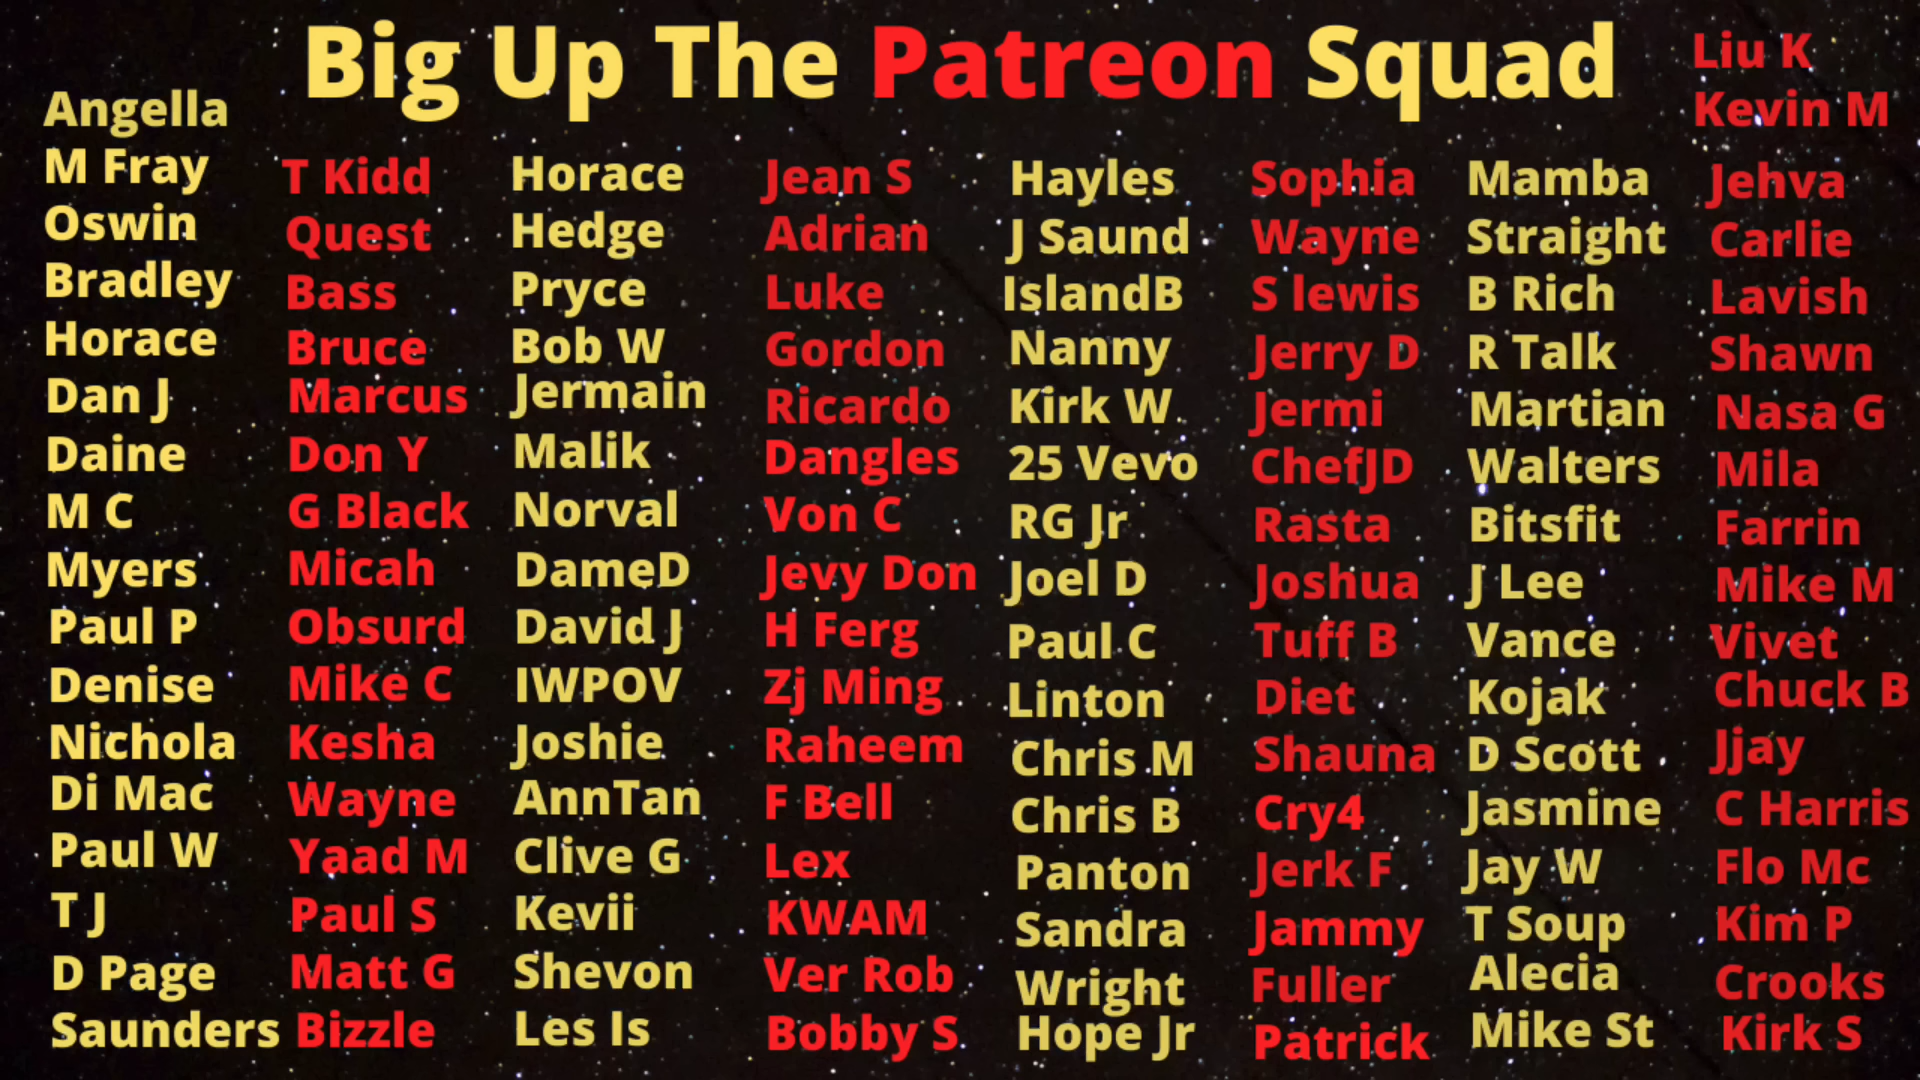 Big Up The Patreon Squad
Angella
M Fray
Oswin
Bradley
Horace
Dan J
Daine
M C
Myers
Paul P
Denise
Nichola
Di Mac
Paul W
T J
D Page
Saunders
T Kidd
Quest
Bass
Bruce
Marcus
Don Y
G Black
Micah
Obsurd
Mike C
Kesha
Wayne
Yaad M
Paul S
Matt G
Bizzle
Horace
Hedge
Pryce
Bob W
Jermain
Malik
Norval
DameD
David J
IWPOV
Joshie
AnnTan
Clive G
Kevii
Shevon
Les Is
Jean S
Adrian
Luke
Gordon
Ricardo
Dangles
Von C
Jevy Don
H Ferg
Zj Ming
Raheem
F Bell
Lex
KWAM
Ver Rob
Bobby S
Hayles
J Saund
IslandB
Nanny
Kirk W
25 Vevo
RG Jr
Joel D
Paul C
Linton
Chris M
Chris B
Panton
Sandra
Wright
Hope Jr
Sophia
Wayne
S lewis
Jerry D
Jermi
ChefJD
Rasta
Joshua
Tuff B
Diet
Shauna
Cry4
Jerk F
Jammy
Fuller
Patrick
Mamba
Straight
B Rich
R Talk
Martian
Walters
Bitsfit
J Lee
Vance
Kojak
D Scott
Jasmine
Jay W
T Soup
Alecia
Mike St
Liu K
Kevin M
Jehva
Carlie
Lavish
Shawn
Nasa G
Mila
Farrin
Mike M
Vivet
Chuck B
Jjay
C Harris
Flo Mc
Kim P
Crooks
Kirk S